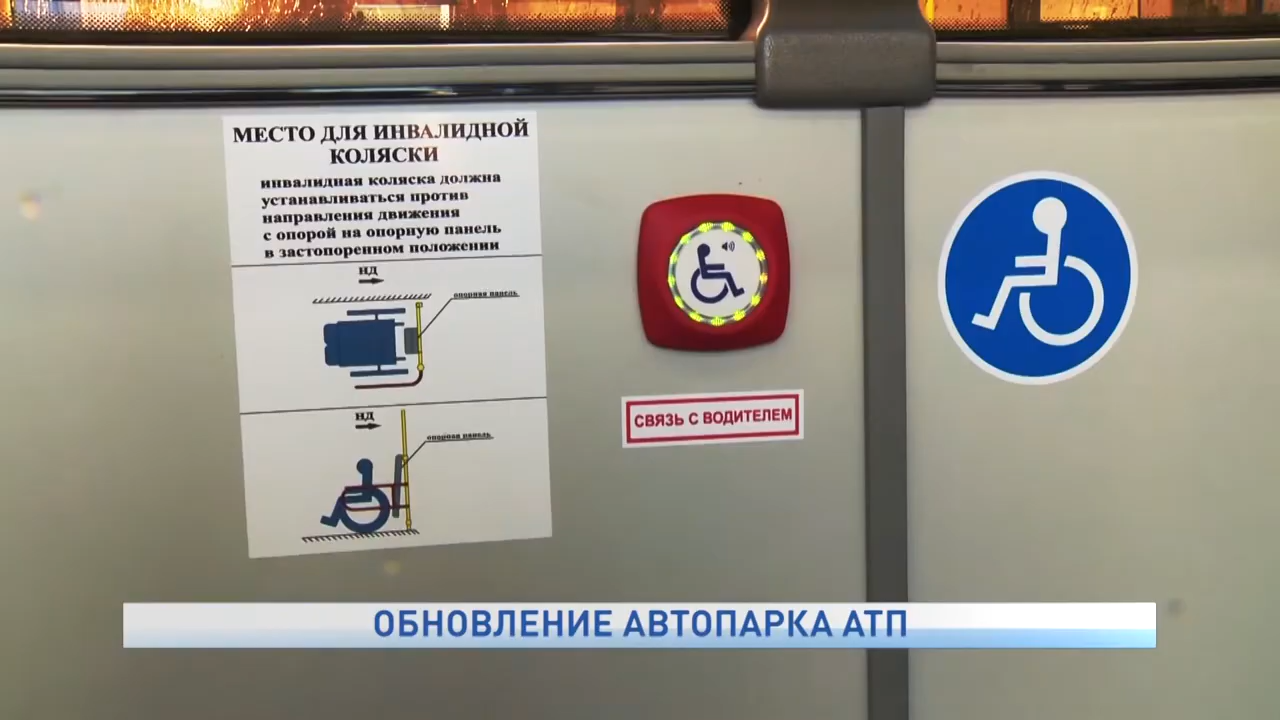 МЕСТО ДЛЯ ИНВАЛИДНОЙ
КОЛЯСКИ
инвалидная коляска должна
устанавливаться против
направления движения
с опорой на опорную панель
в застопоренном положении
НД
опорная панель
НД
опорная панель
СВЯЗЬ С ВОДИТЕЛЕМ
ОБНОВЛЕНИЕ АВТОПАРКА АТП